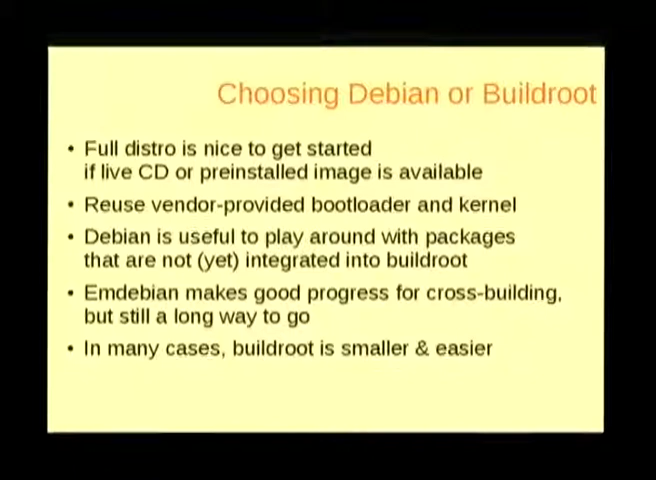 Choosing Debian or Buildroot
• Full distro is nice to get started
if live CD or preinstalled image is available
• Reuse vendor-provided bootloader and kernel
• Debian is useful to play around with packages
that are not (yet) integrated into buildroot
• Emdebian makes good progress for cross-building,
but still a long way to go
• In many cases, buildroot is smaller & easier